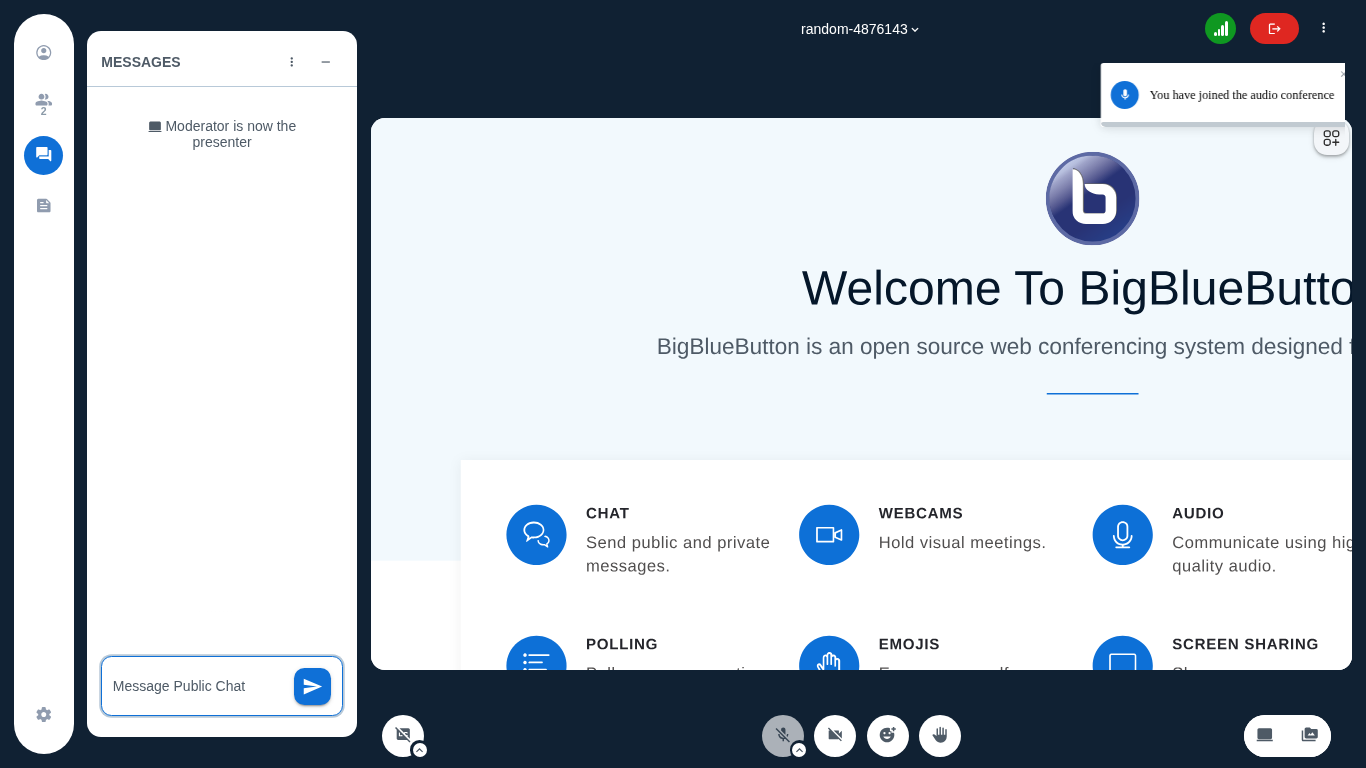 random-4876143
2
MESSAGES
Moderator is now the
presenter
You have joined the audio conference
Welcome To BigBlueButto
BigBlueButton is an open source web conferencing system designed
CHAT
Send public and private
messages.
WEBCAMS
Hold visual meetings.
AUDIO
Communicate using hig
quality audio.
POLLING
EMOJIS
SCREEN SHARING
Message Public Chat